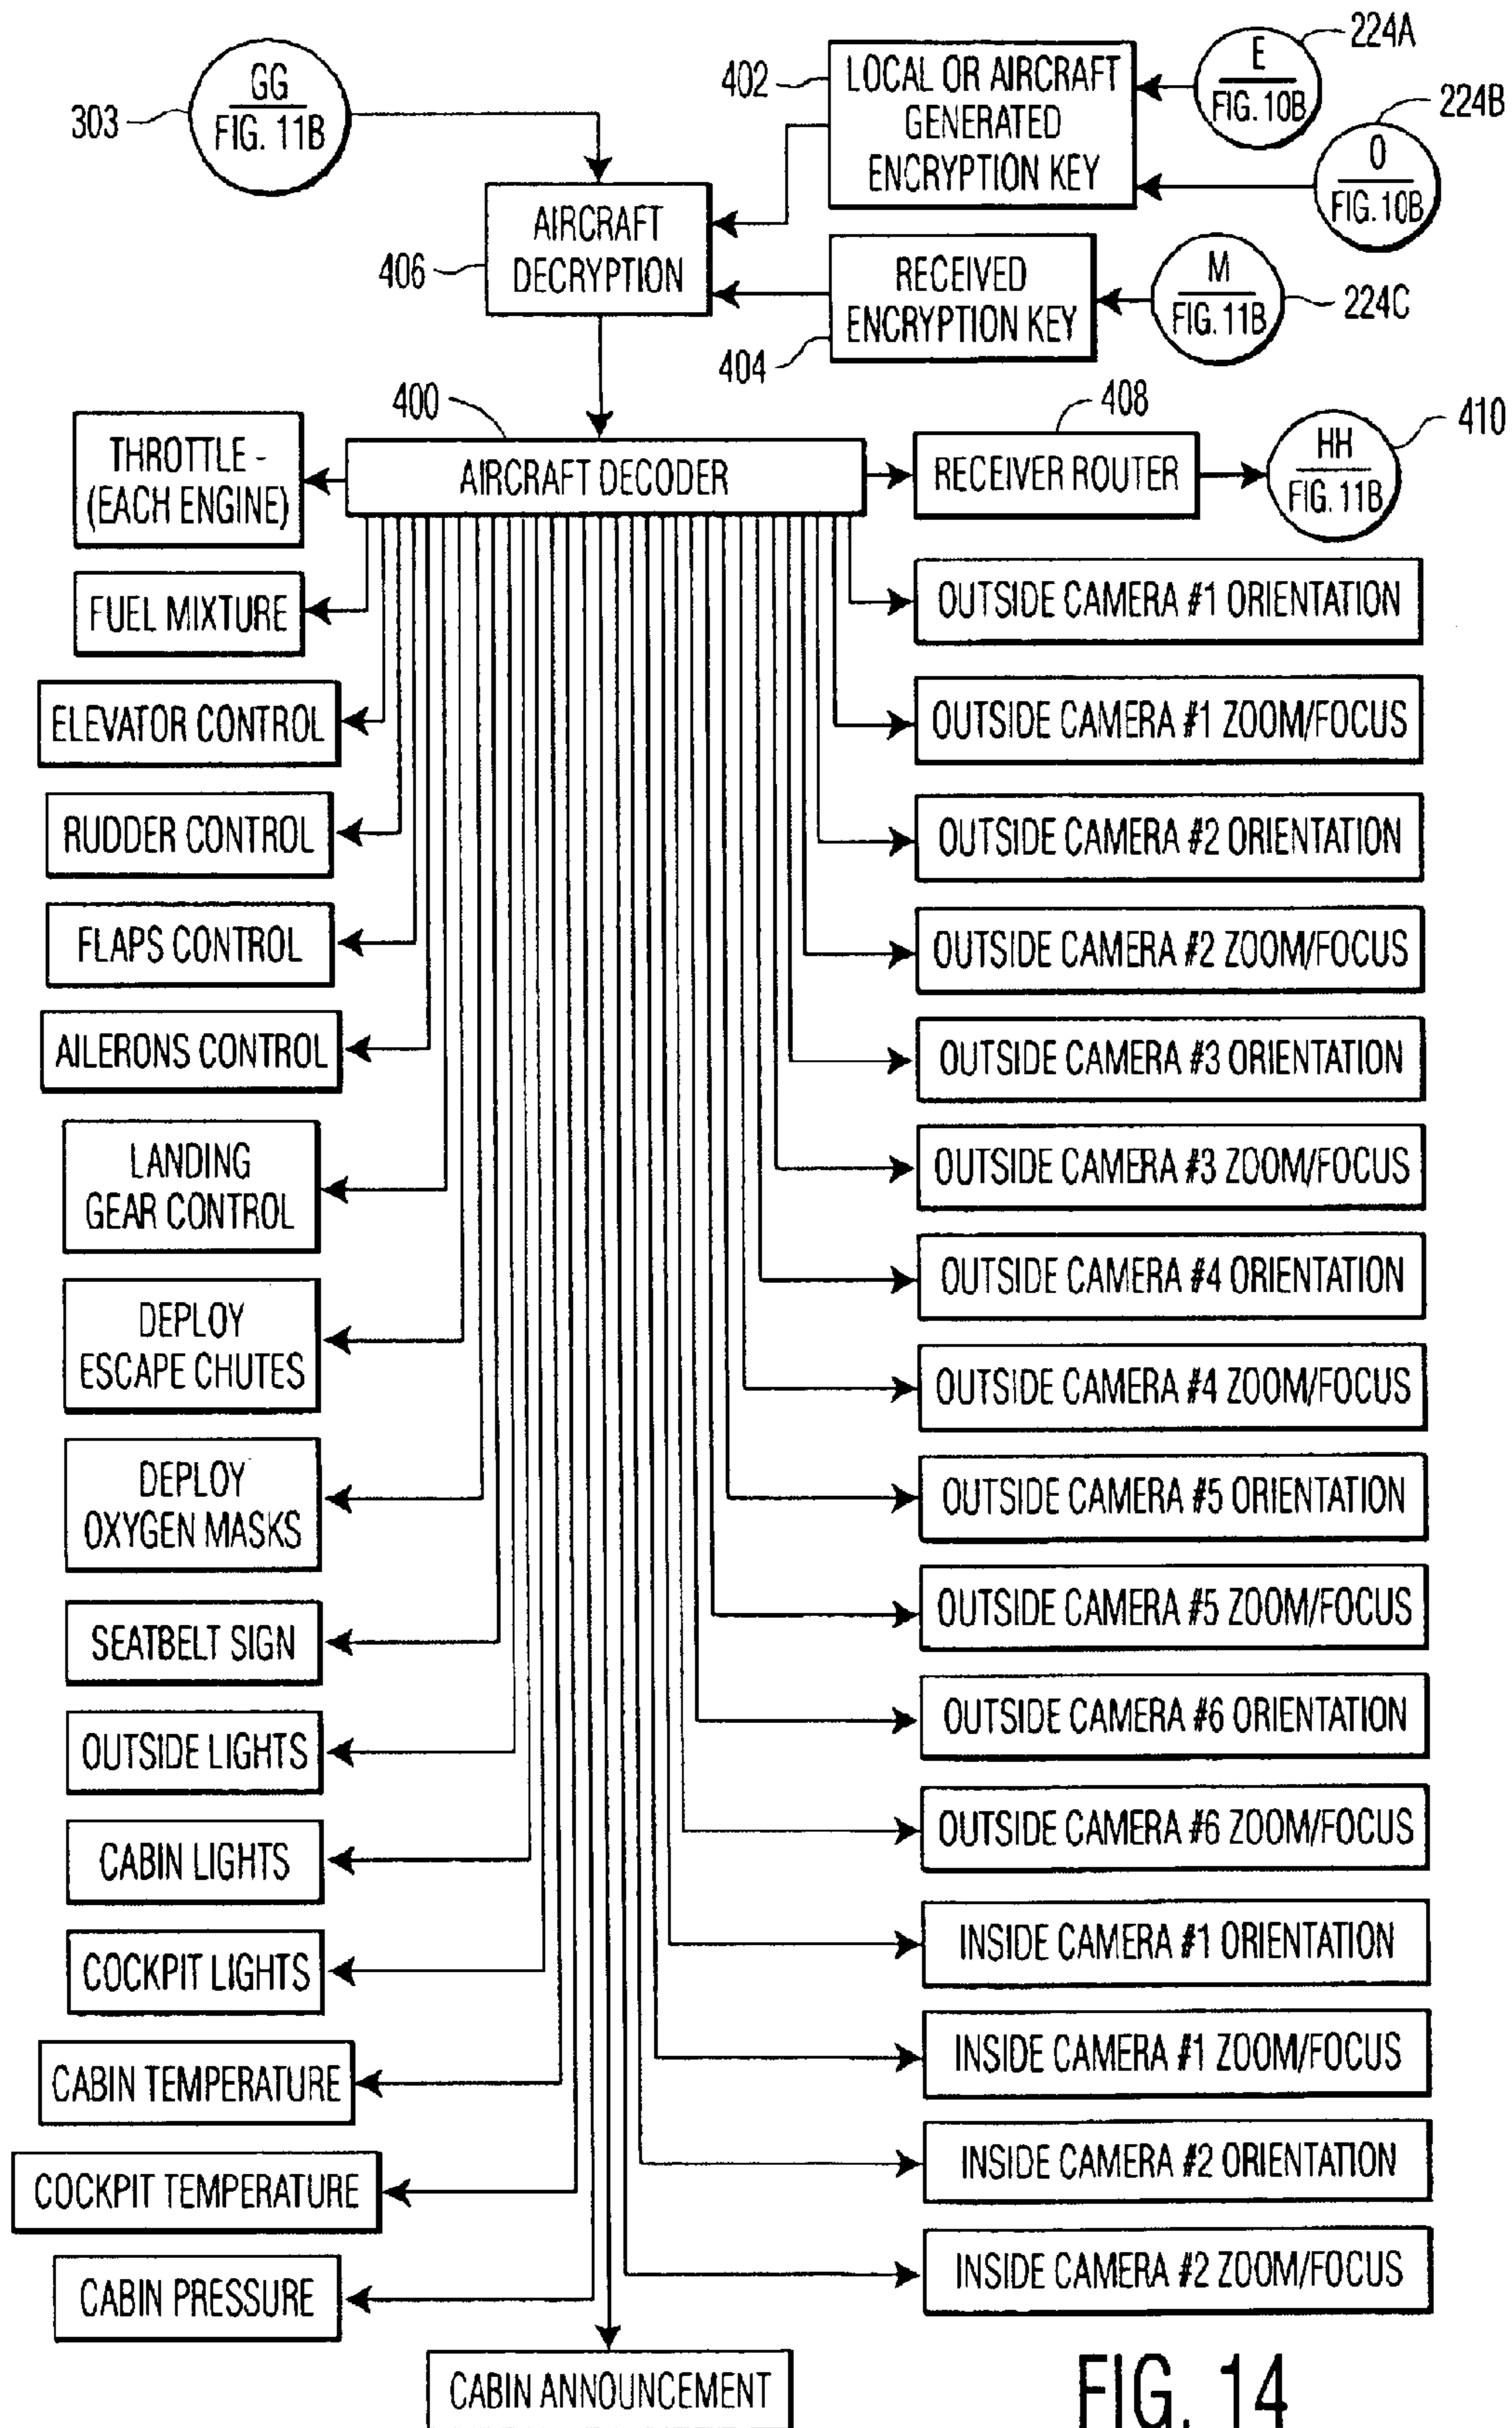 GG
FIG. 11B
303
402
LOCAL OR AIRCRAFT
GENERATED
ENCRYPTION KEY
E
FIG. 10B
224A
O
FIG. 10B
224B
AIRCRAFT
DECRYPTION
406
RECEIVED
ENCRYPTION KEY
404
M
FIG. 11B
224C
400
AIRCRAFT DECODER
408
RECEIVER ROUTER
HH
FIG. 11B
410
THROTTLE -
(EACH ENGINE)
FUEL MIXTURE
ELEVATOR CONTROL
RUDDER CONTROL
FLAPS CONTROL
AILERONS CONTROL
LANDING
GEAR CONTROL
DEPLOY
ESCAPE CHUTES
DEPLOY
OXYGEN MASKS
SEATBELT SIGN
OUTSIDE LIGHTS
CABIN LIGHTS
COCKPIT LIGHTS
CABIN TEMPERATURE
COCKPIT TEMPERATURE
CABIN PRESSURE
CABIN ANNOUNCEMENT
OUTSIDE CAMERA #1 ORIENTATION
OUTSIDE CAMERA #1 ZOOM/FOCUS
OUTSIDE CAMERA #2 ORIENTATION
OUTSIDE CAMERA #2 ZOOM/FOCUS
OUTSIDE CAMERA #3 ORIENTATION
OUTSIDE CAMERA #3 ZOOM/FOCUS
OUTSIDE CAMERA #4 ORIENTATION
OUTSIDE CAMERA #4 ZOOM/FOCUS
OUTSIDE CAMERA #5 ORIENTATION
OUTSIDE CAMERA #5 ZOOM/FOCUS
OUTSIDE CAMERA #6 ORIENTATION
OUTSIDE CAMERA #6 ZOOM/FOCUS
INSIDE CAMERA #1 ORIENTATION
INSIDE CAMERA #1 ZOOM/FOCUS
INSIDE CAMERA #2 ORIENTATION
INSIDE CAMERA #2 ZOOM/FOCUS
FIG. 14